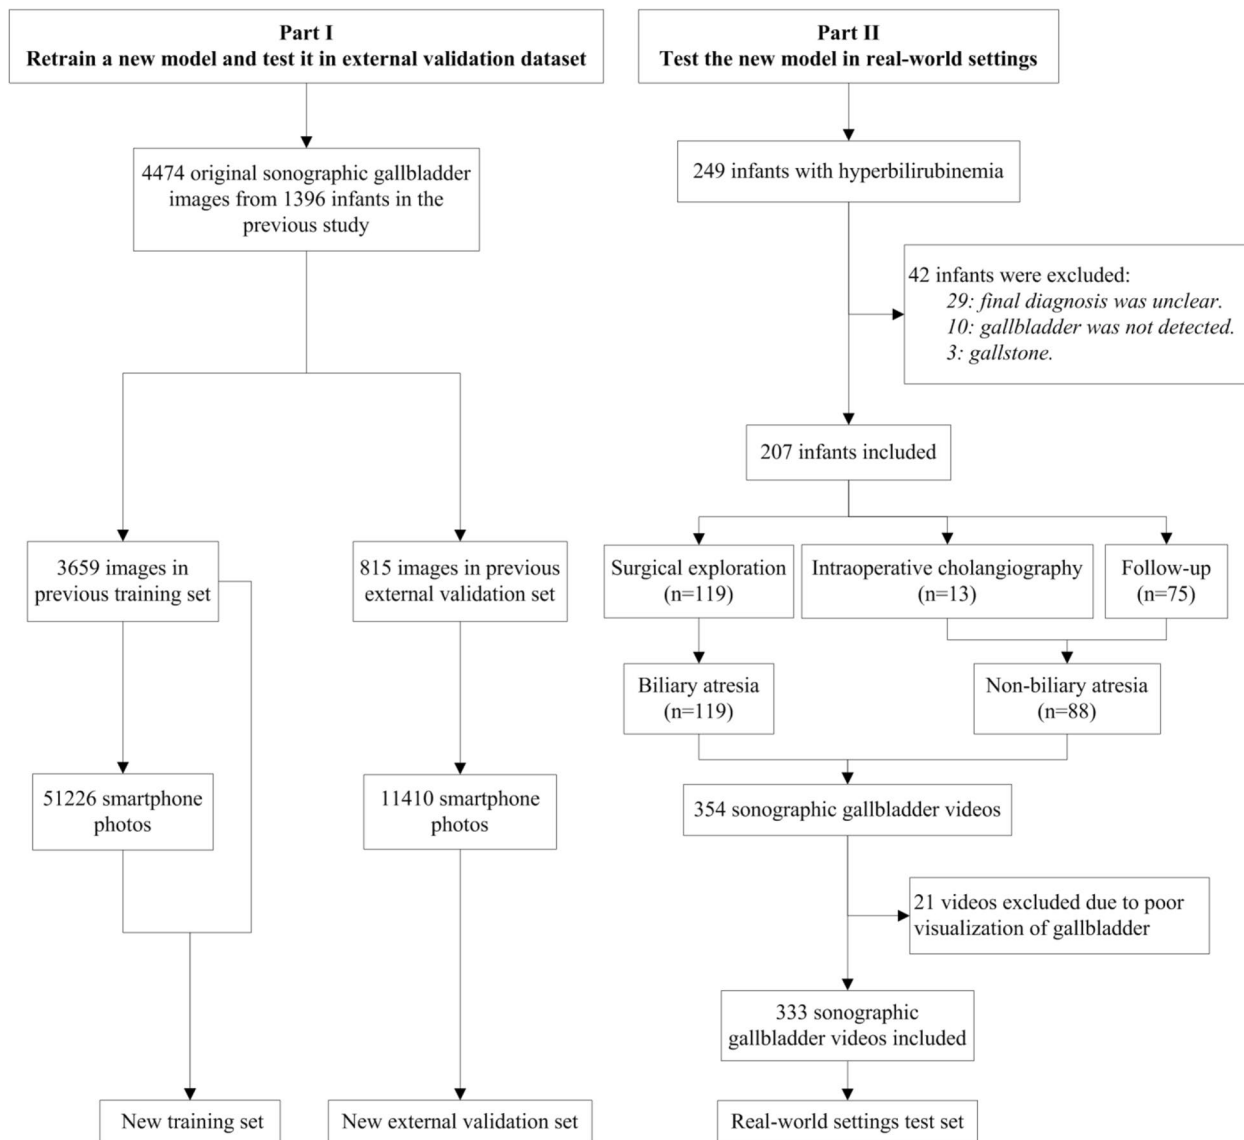 Part I
Retrain a new model and test it in external validation dataset
4474 original sonographic gallbladder
images from 1396 infants in the
previous study
3659 images in
previous training set
815 images in previous
external validation set
51226 smartphone
photos
11410 smartphone
photos
New training set
New external validation set
Part II
Test the new model in real-world settings
249 infants with hyperbilirubinemia
42 infants were excluded:
29: final diagnosis was unclear.
10: gallbladder was not detected.
3: gallstone.
207 infants included
Surgical exploration
(n=119)
Intraoperative cholangiography
(n=13)
Follow-up
(n=75)
Biliary atresia
(n=119)
Non-biliary atresia
(n=88)
354 sonographic gallbladder videos
21 videos excluded due to poor
visualization of gallbladder
333 sonographic
gallbladder videos included
Real-world settings test set